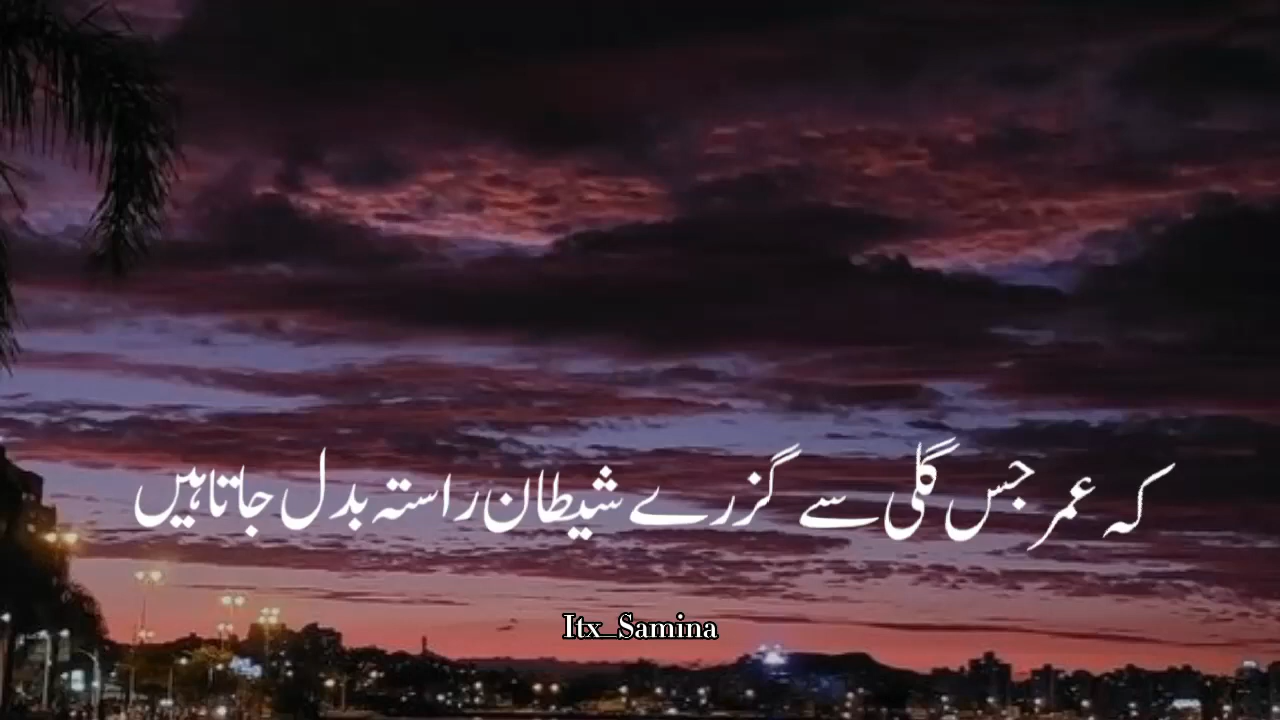 کہ عمر جس گلی سے گزرے شیطان راستہ بدل جاتا ہیں
Itx_Samina